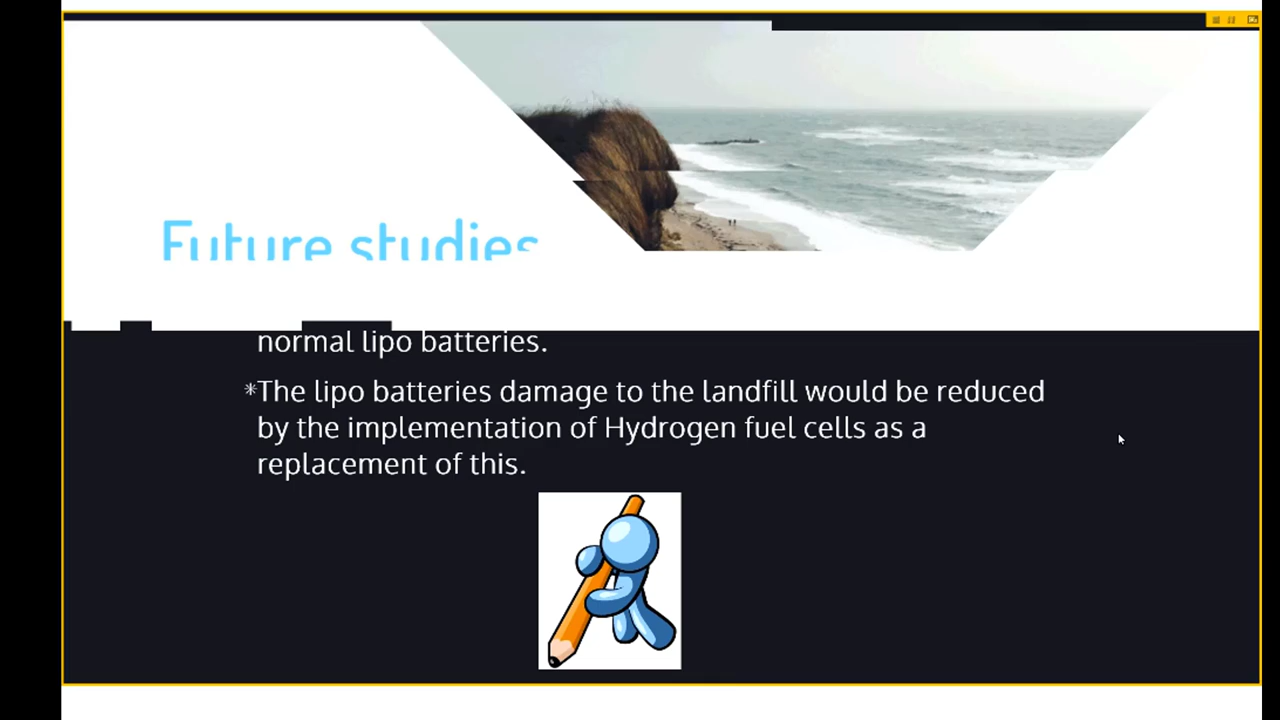 Future studies
normal lipo batteries.
*The lipo batteries damage to the landfill would be reduced
by the implementation of Hydrogen fuel cells as a
replacement of this.